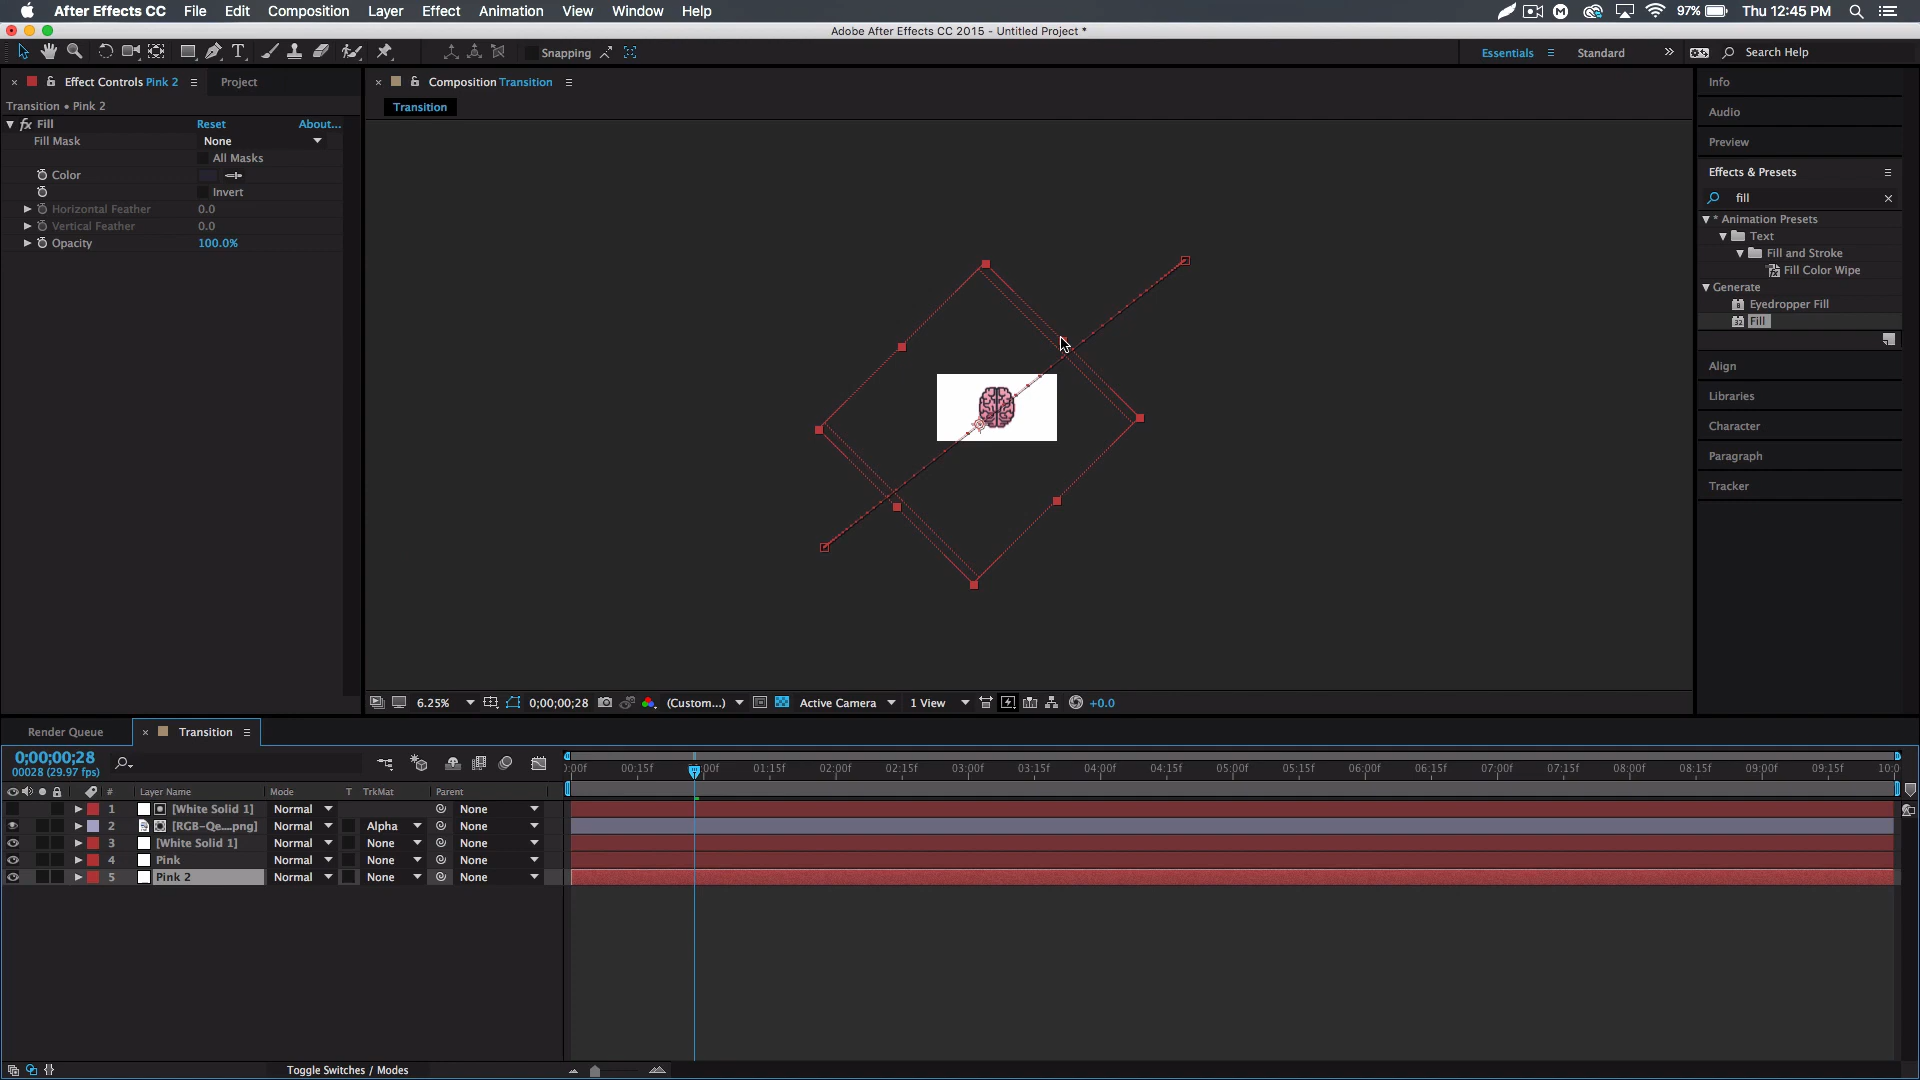 After Effects CC File Edit Composition Layer Effect Animation View Window Help 97% Thu 12:45 PM
Adobe After Effects CC 2015 - Untitled Project *
Snapping Essentials Standard Search Help
Effect Controls Pink 2 Project
Composition Transition
Info
Transition • Pink 2
Transition
Audio
fx Fill Reset About...
Fill Mask None
Preview
All Masks
Color
Effects & Presets
Invert
fill
Horizontal Feather 0.0
* Animation Presets
Vertical Feather 0.0
Text
Opacity 100.0%
Fill and Stroke
Fill Color Wipe
Generate
Eyedropper Fill
Fill
Align
Libraries
Character
Paragraph
Tracker
6.25% 0;00;00;28 (Custom...) Active Camera 1 View +0.0
Render Queue Transition
0;00;00;28
00028 (29.97 fps)
:00f 00:15f :00f 01:15f 02:00f 02:15f 03:00f 03:15f 04:00f 04:15f 05:00f 05:15f 06:00f 06:15f 07:00f 07:15f 08:00f 08:15f 09:00f 09:15f 10:0
# Layer Name Mode T TrkMat Parent
1 [White Solid 1] Normal None
2 [RGB-Qe....png] Normal Alpha None
3 [White Solid 1] Normal None None
4 Pink Normal None None
5 Pink 2 Normal None None
Toggle Switches / Modes